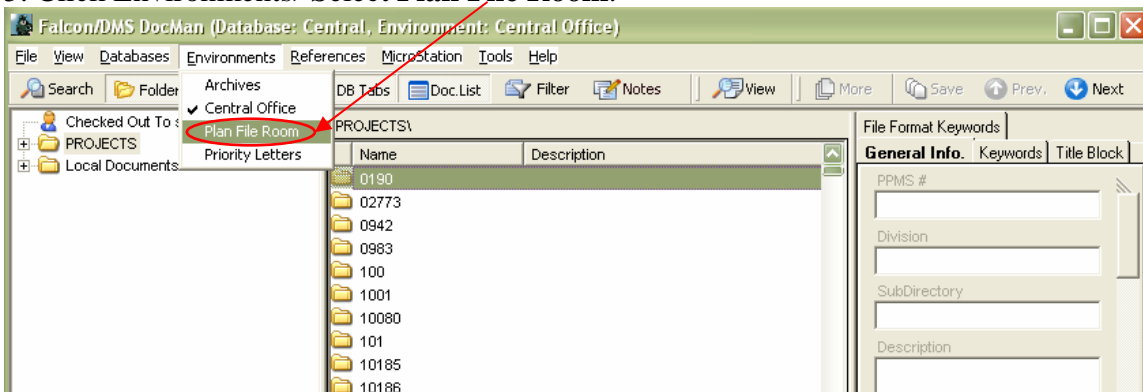 Click Environments/ Select Plan File Room.
Falcon/DMS DocMan (Database: Central, Environment: Central Office)
File View Databases Environments References MicroStation Tools Help
Search Folder DB Tabs Doc.List Filter Notes View More Save Prev. Next
Archives
Central Office
Plan File Room
Priority Letters
Checked Out To
PROJECTS
Local Documents
PROJECTS\
Name Description
0190
02773
0942
0983
100
1001
10080
101
10185
10186
File Format Keywords
General Info. Keywords Title Block
PPMS #
Division
SubDirectory
Description